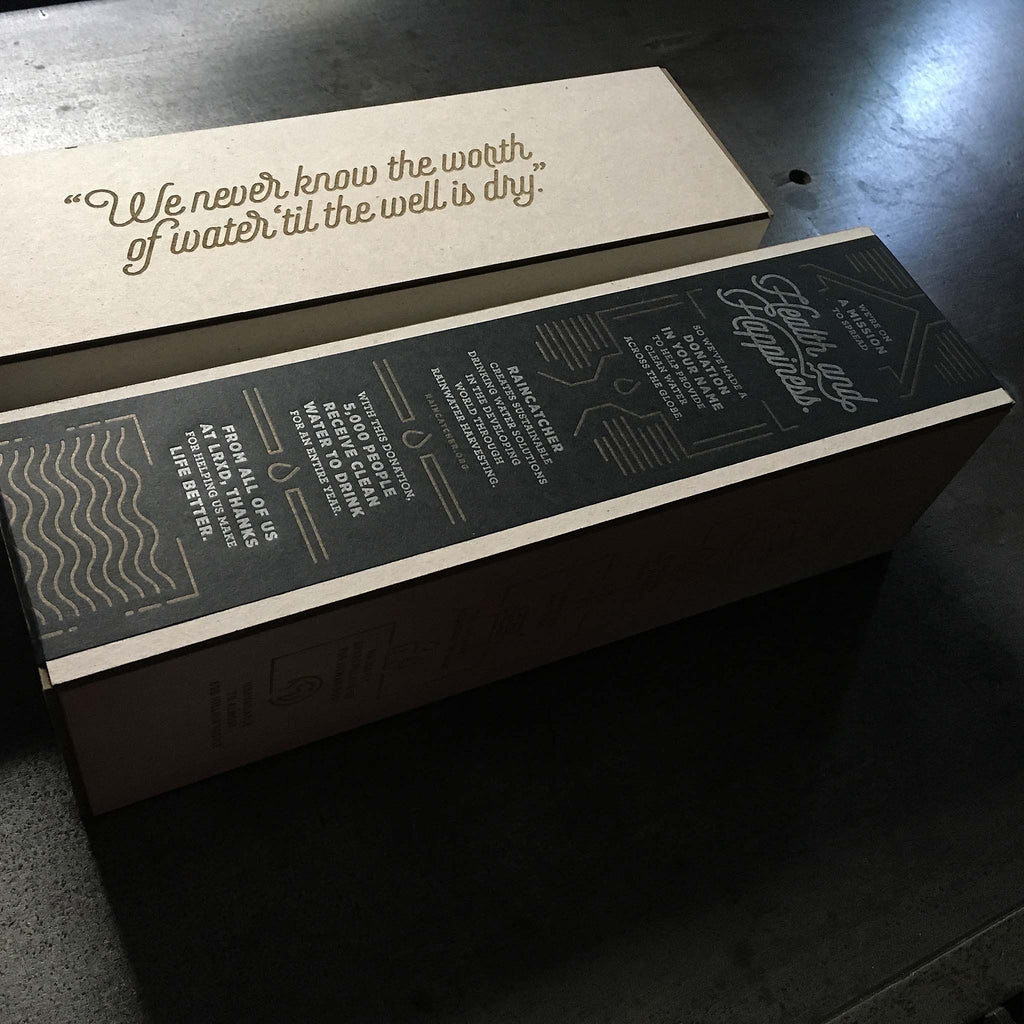 “We never know the worth
of water ‘til the well is dry.”
WE'RE ON
A MISSION
TO SPREAD
Health and
Happiness.
SO WE'VE MADE A
DONATION
IN YOUR NAME
TO HELP PROVIDE
CLEAN WATER
ACROSS THE GLOBE.
RAINCATCHER
CREATES SUSTAINABLE
DRINKING WATER SOLUTIONS
IN THE DEVELOPING
WORLD THROUGH
RAINWATER HARVESTING.
RAINCATCHER.ORG
WITH THIS DONATION,
5,000 PEOPLE
RECEIVE CLEAN
WATER TO DRINK
FOR AN ENTIRE YEAR.
FROM ALL OF US
AT LRXD, THANKS
FOR HELPING US MAKE
LIFE BETTER.